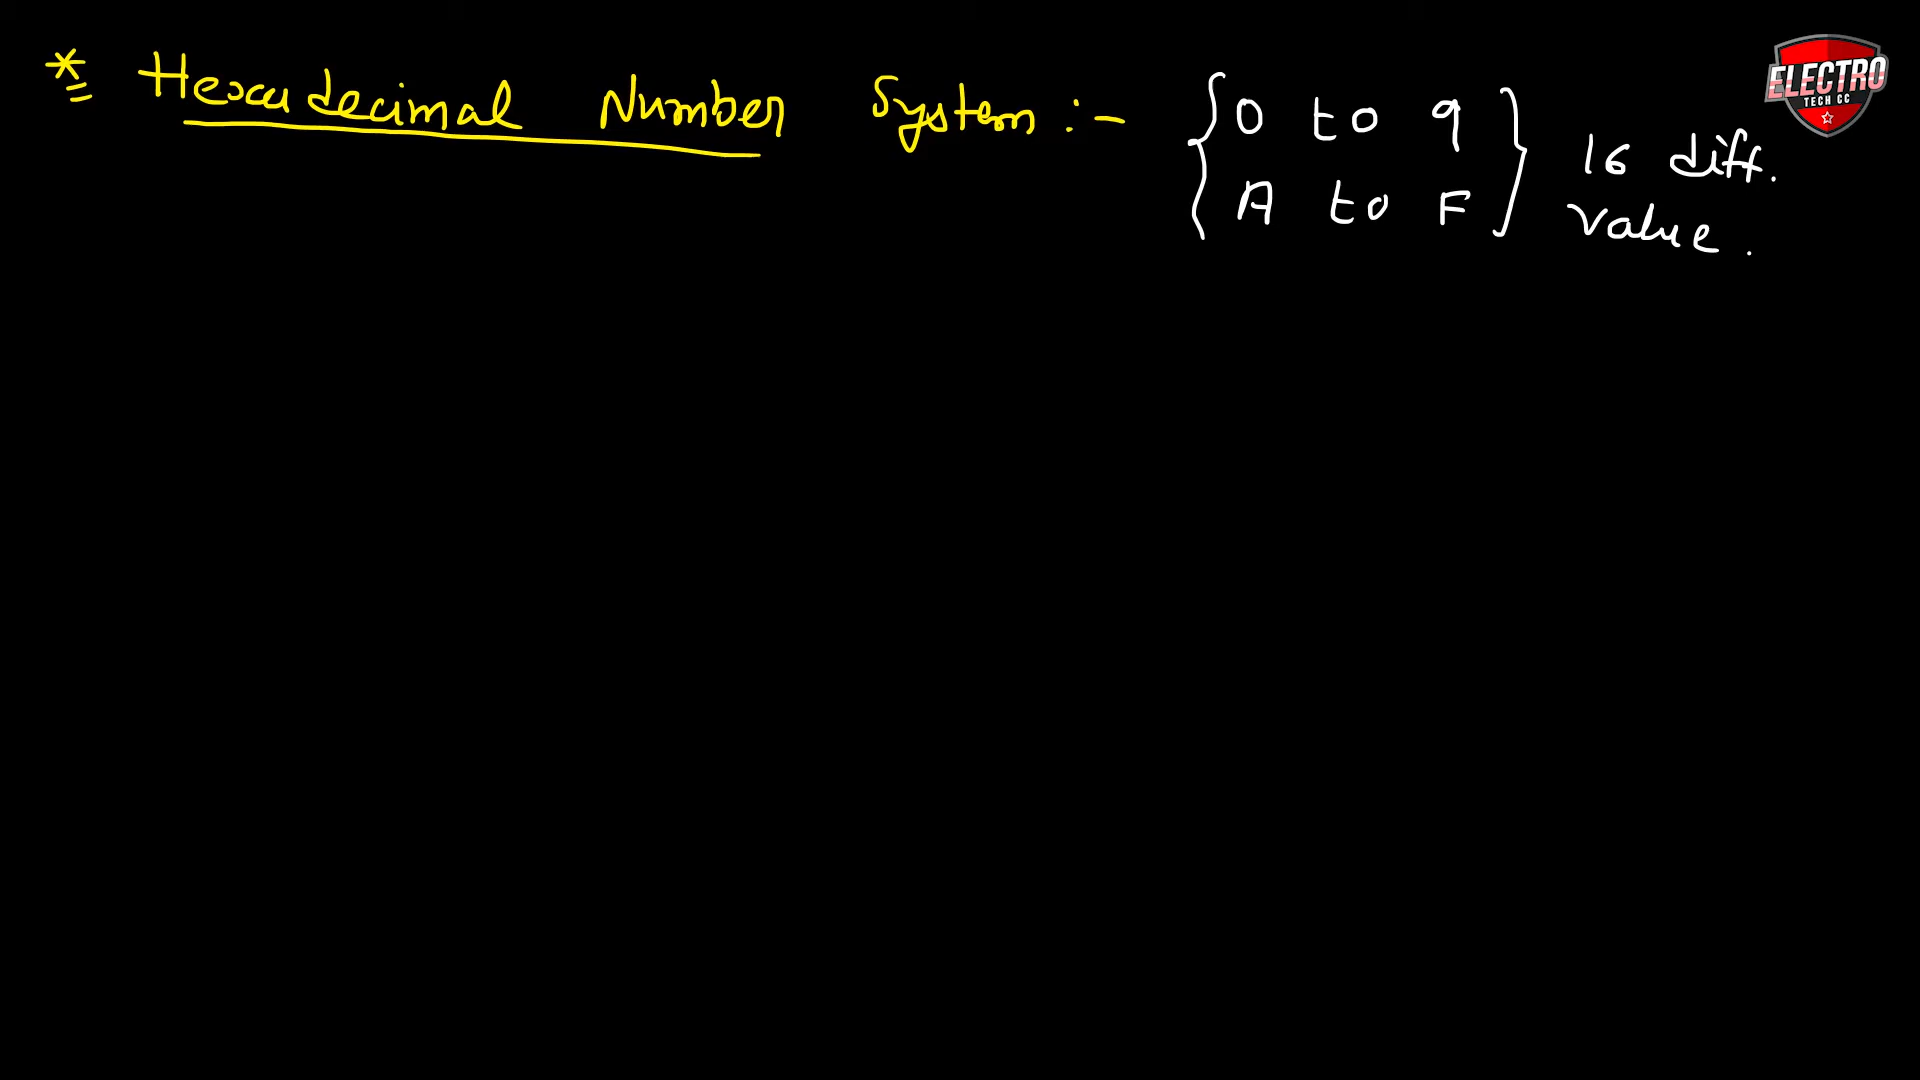 * Hexadecimal Number System :- { 0 to 9
A to F } 16 diff.
value.
ELECTRO
TECH CC